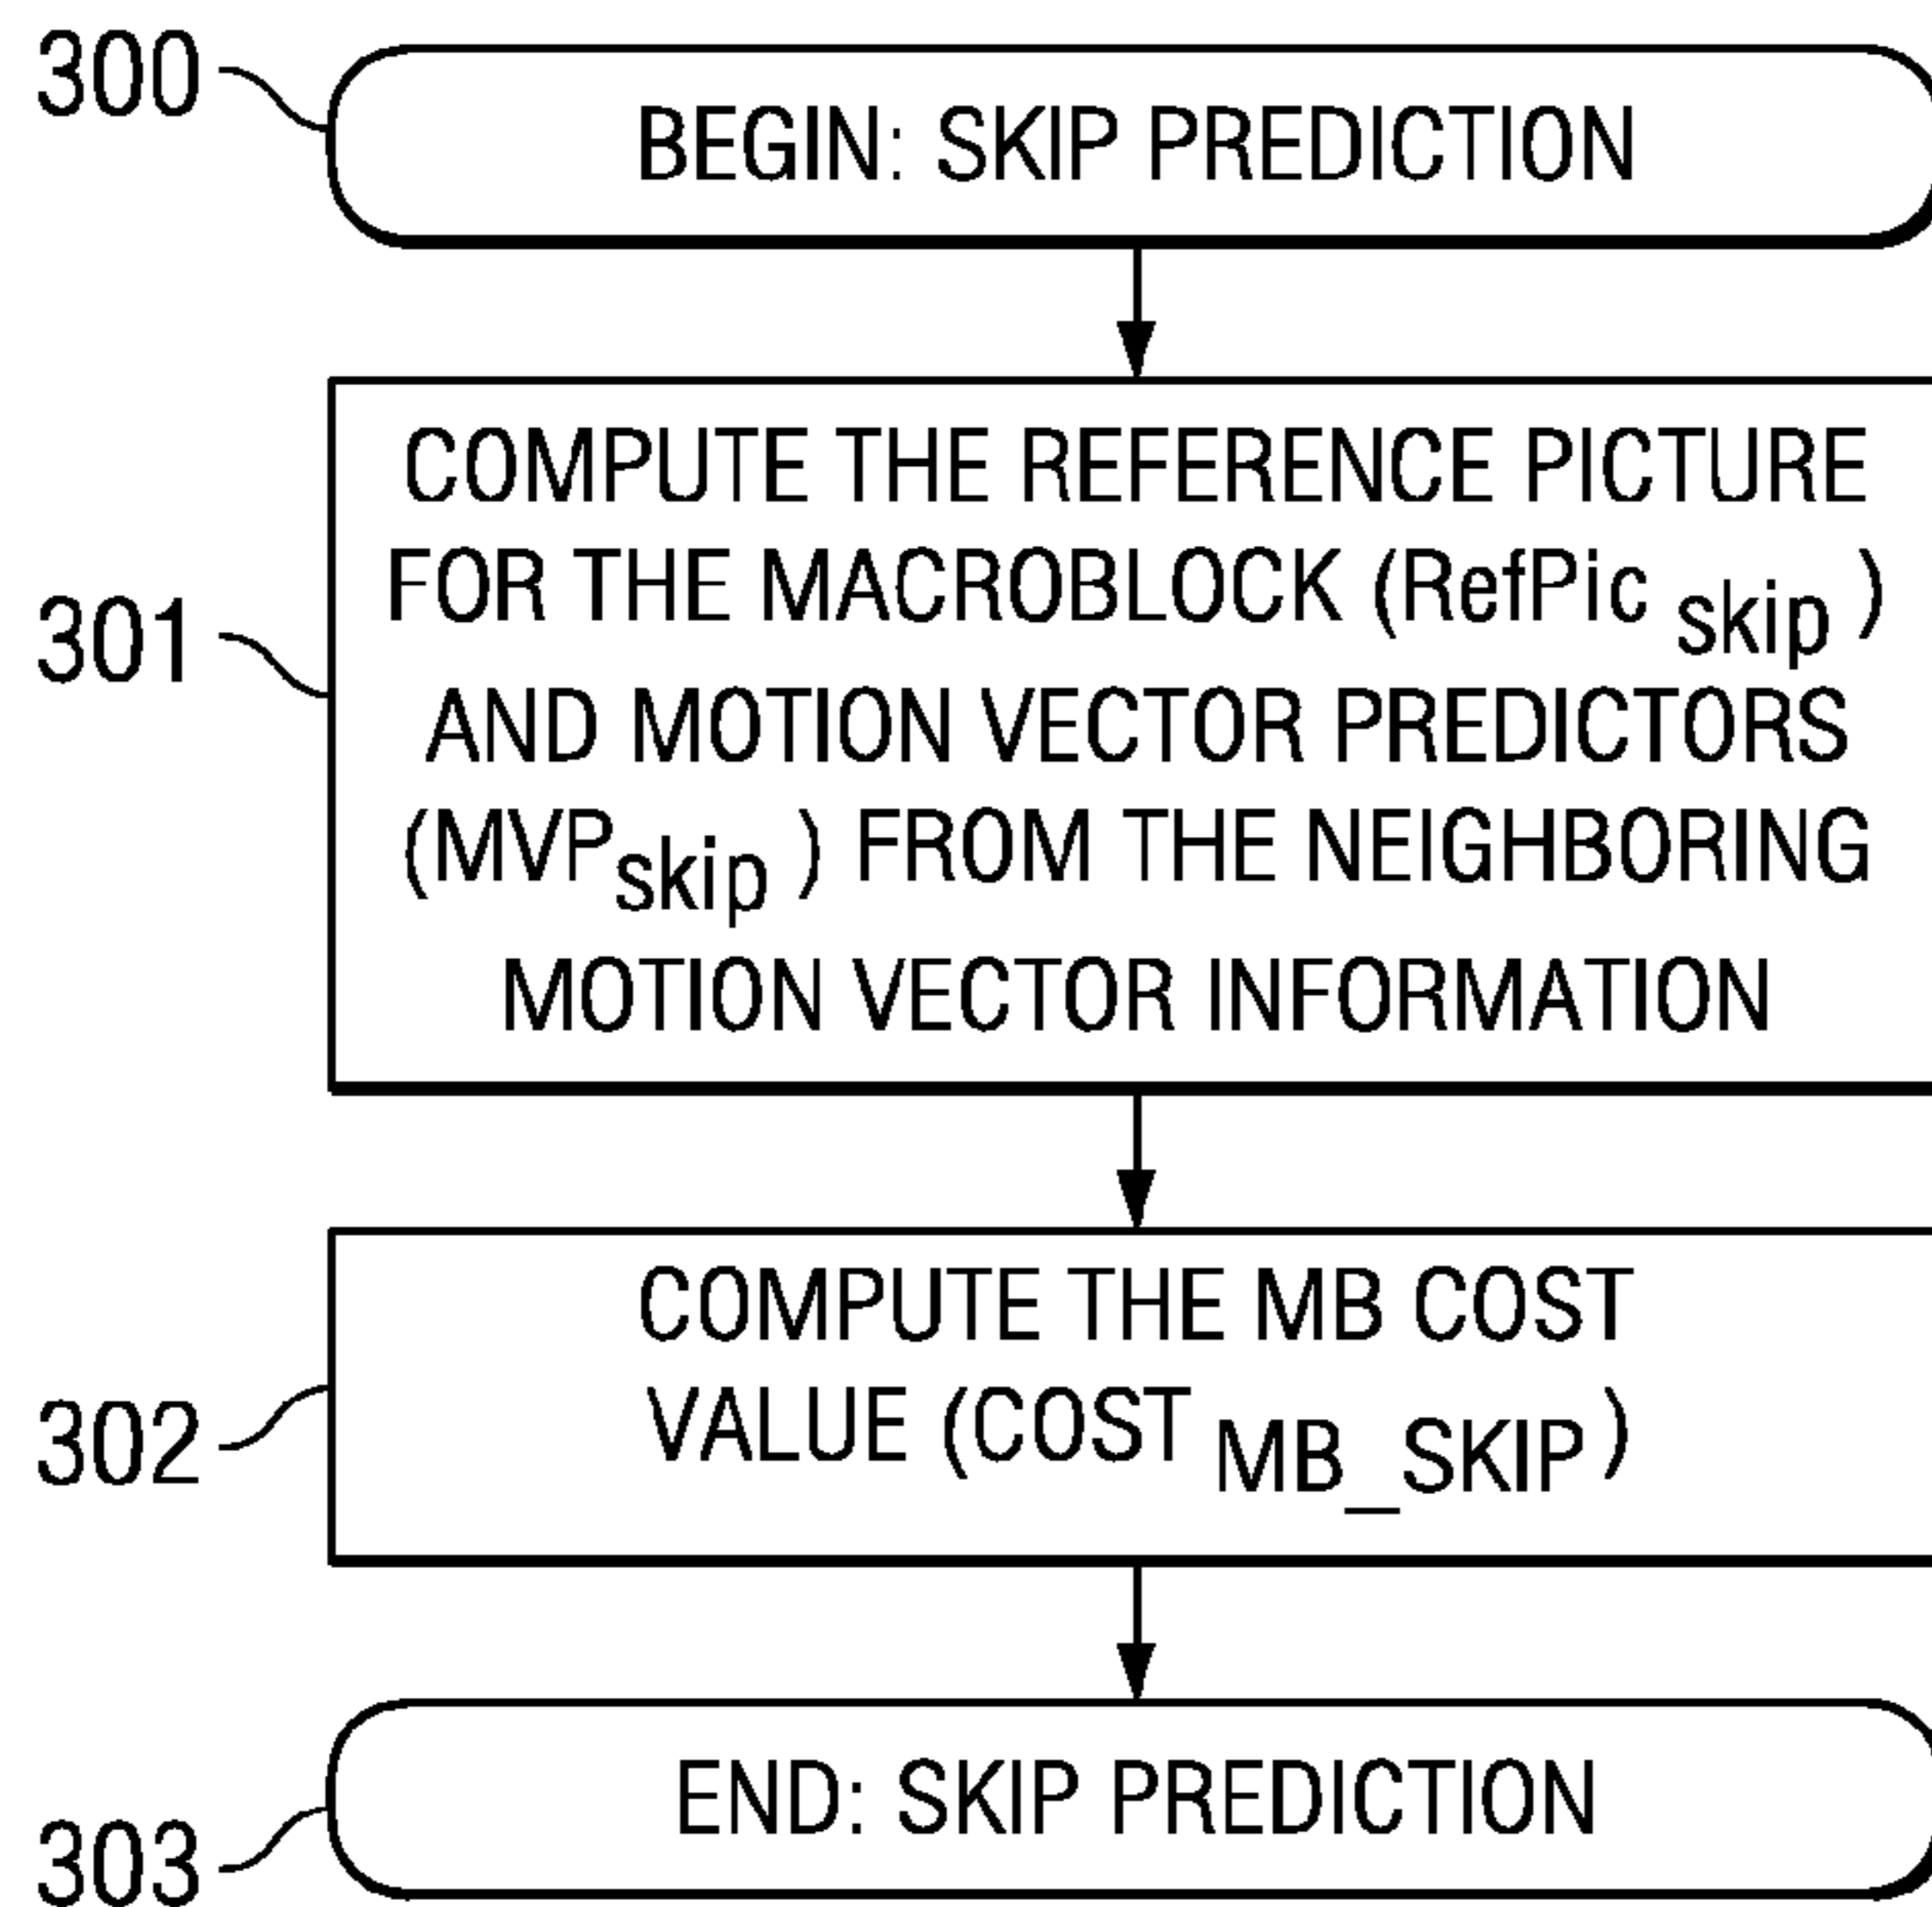 300
BEGIN: SKIP PREDICTION
301
COMPUTE THE REFERENCE PICTURE
FOR THE MACROBLOCK (RefPic skip )
AND MOTION VECTOR PREDICTORS
(MVPskip ) FROM THE NEIGHBORING
MOTION VECTOR INFORMATION
302
COMPUTE THE MB COST
VALUE (COST MB_SKIP )
303
END: SKIP PREDICTION